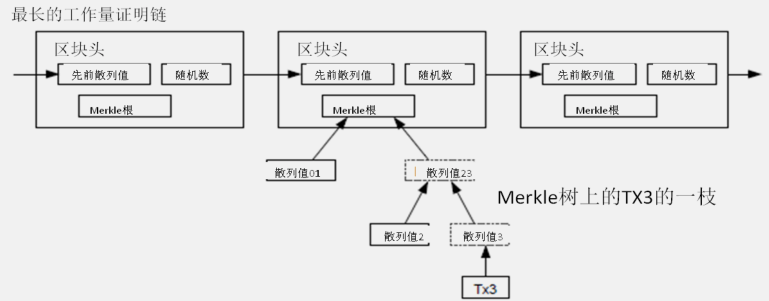 最长的工作量证明链
区块头 区块头 区块头
先前散列值 随机数 先前散列值 随机数 先前散列值 随机数
Merkle根 Merkle根 Merkle根
散列值01 散列值23
Merkle树上的TX3的一枝
散列值2 散列值3
Tx3